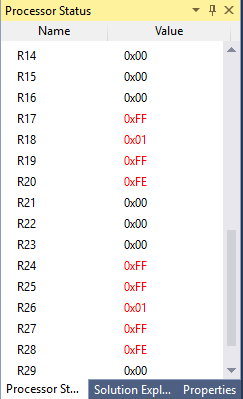 Processor Status
Name Value
R14 0x00
R15 0x00
R16 0x00
R17 0xFF
R18 0x01
R19 0xFF
R20 0xFE
R21 0x00
R22 0x00
R23 0x00
R24 0xFF
R25 0xFF
R26 0x01
R27 0xFF
R28 0xFE
R29 0x00
Processor St... Solution Expl... Properties